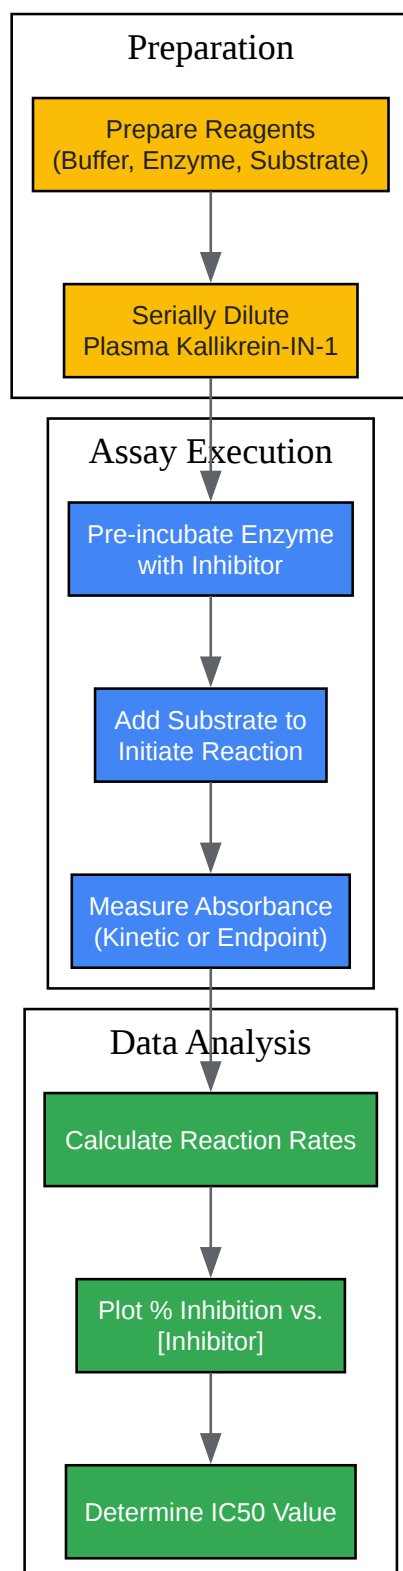 Preparation
Prepare Reagents
(Buffer, Enzyme, Substrate)
Serially Dilute
Plasma Kallikrein-IN-1
Assay Execution
Pre-incubate Enzyme
with Inhibitor
Add Substrate to
Initiate Reaction
Measure Absorbance
(Kinetic or Endpoint)
Data Analysis
Calculate Reaction Rates
Plot % Inhibition vs.
[Inhibitor]
Determine IC50 Value